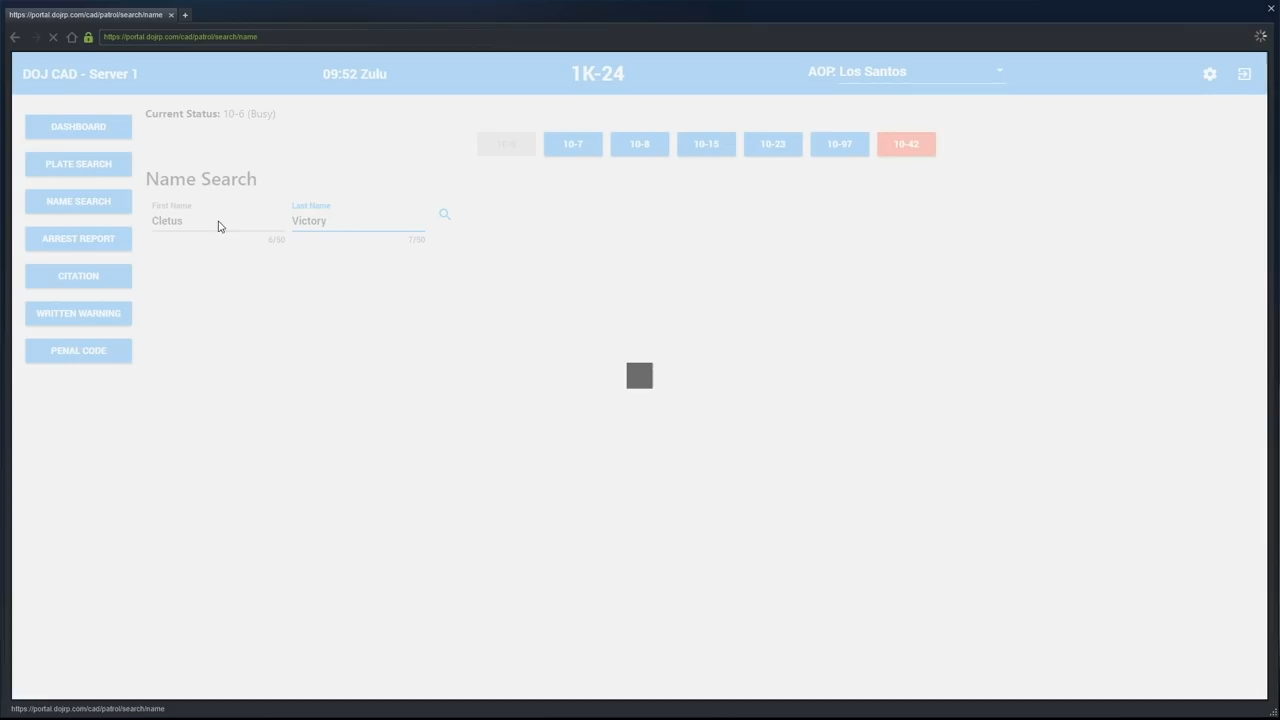 https://portal.dojrp.com/cad/patrol/search/name
https://portal.dojrp.com/cad/patrol/search/name
DOJ CAD - Server 1
09:52 Zulu
1K-24
AOP: Los Santos
Current Status: 10-6 (Busy)
10-7
10-8
10-15
10-23
10-97
10-42
DASHBOARD
PLATE SEARCH
NAME SEARCH
ARREST REPORT
CITATION
WRITTEN WARNING
PENAL CODE
Name Search
First Name
Cletus
6/50
Last Name
Victory
7/50
https://portal.dojrp.com/cad/patrol/search/name